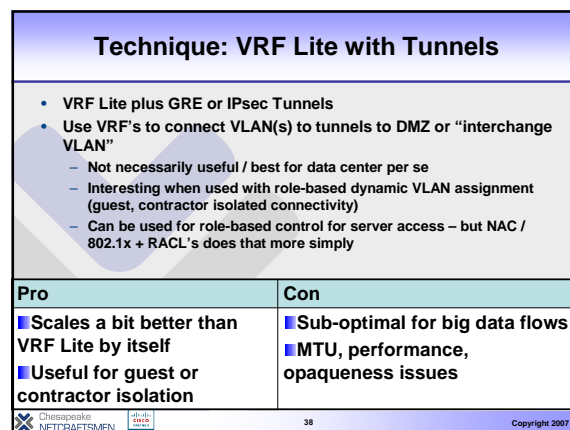 Technique: VRF Lite with Tunnels
• VRF Lite plus GRE or IPsec Tunnels
• Use VRF's to connect VLAN(s) to tunnels to DMZ or “interchange
VLAN”
– Not necessarily useful / best for data center per se
– Interesting when used with role-based dynamic VLAN assignment
(guest, contractor isolated connectivity)
– Can be used for role-based control for server access – but NAC /
802.1x + RACL's does that more simply
Pro
Scales a bit better than
VRF Lite by itself
Useful for guest or
contractor isolation
Con
Sub-optimal for big data flows
MTU, performance,
opaqueness issues
Chesapeake
NETCRAFTSMEN
CISCO
38
Copyright 2007